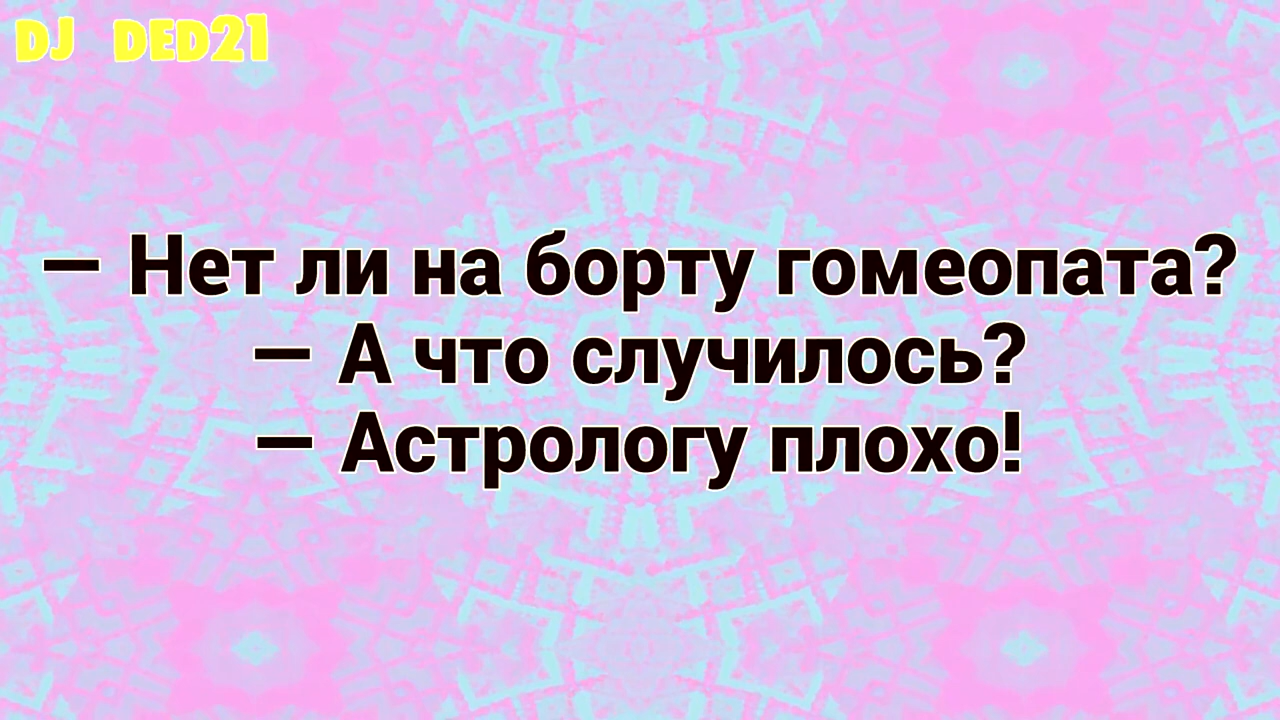 DJ DED21
— Нет ли на борту гомеопата?
— А что случилось?
— Астрологу плохо!